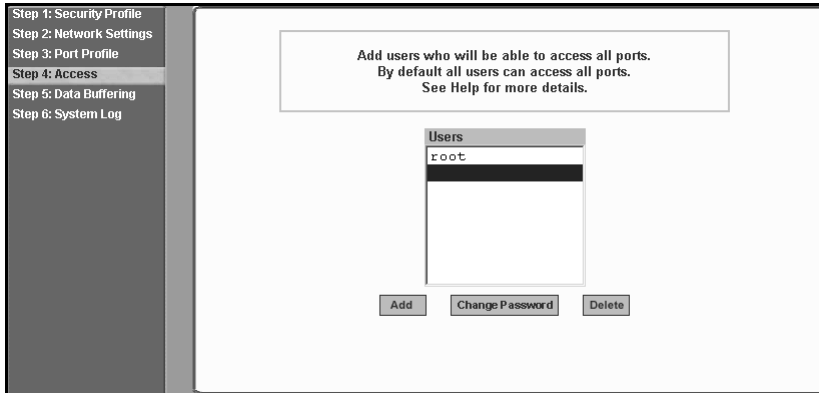 Step 1: Security Profile
Step 2: Network Settings
Step 3: Port Profile
Step 4: Access
Step 5: Data Buffering
Step 6: System Log
Add users who will be able to access all ports.
By default all users can access all ports.
See Help for more details.
Users
root
Add
Change Password
Delete